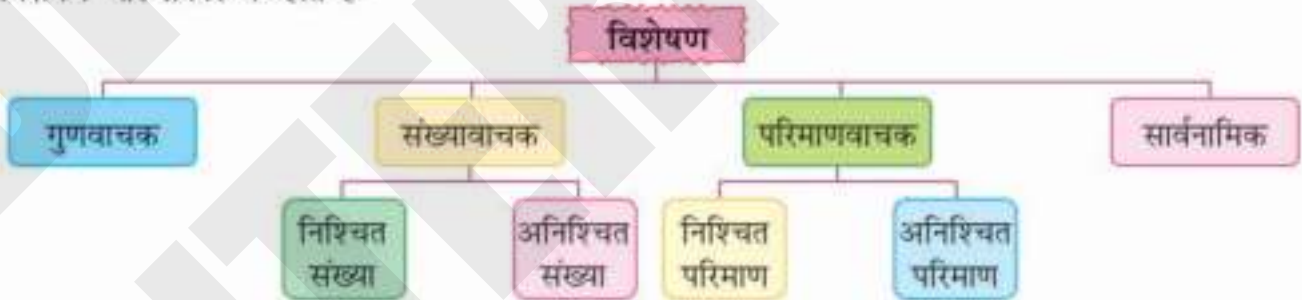 विशेषण
गुणवाचक
संख्यावाचक
परिमाणवाचक
सार्वनामिक
निश्चित
संख्या
अनिश्चित
संख्या
निश्चित
परिमाण
अनिश्चित
परिमाण